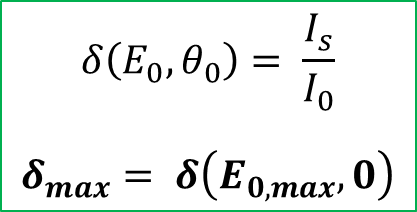 δ(E₀, θ₀) = Iₛ/I₀
δₘₐₓ = δ(E₀,ₘₐₓ, 0)